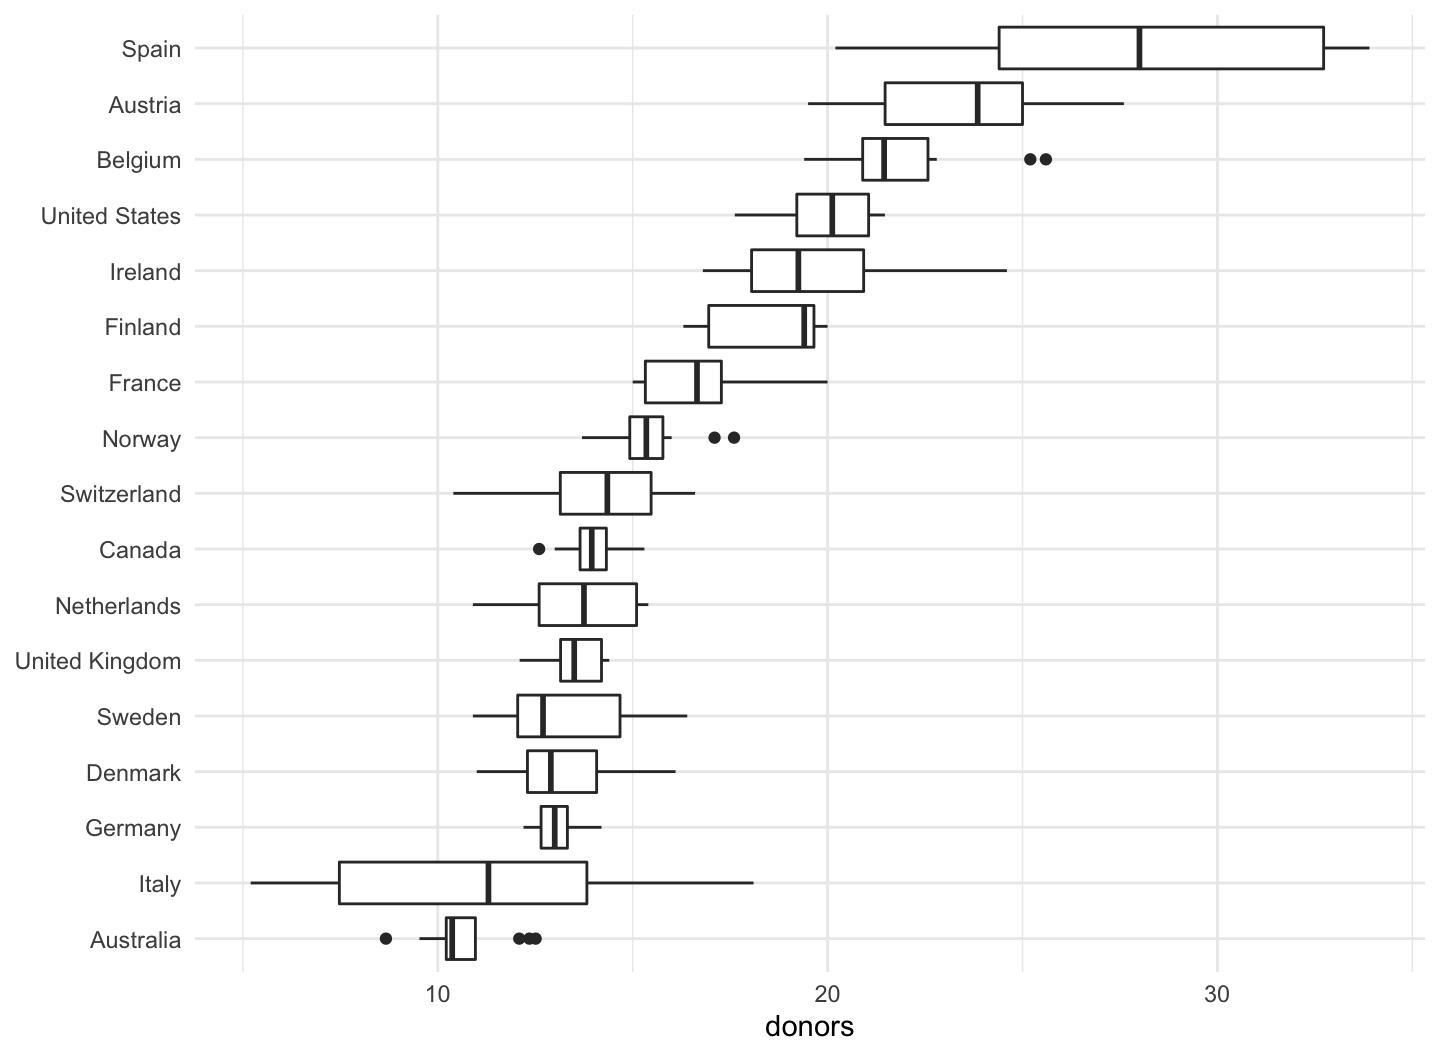 Spain
Austria
Belgium
United States
Ireland
Finland
France
Norway
Switzerland
Canada
Netherlands
United Kingdom
Sweden
Denmark
Germany
Italy
Australia
10 20 30
donors